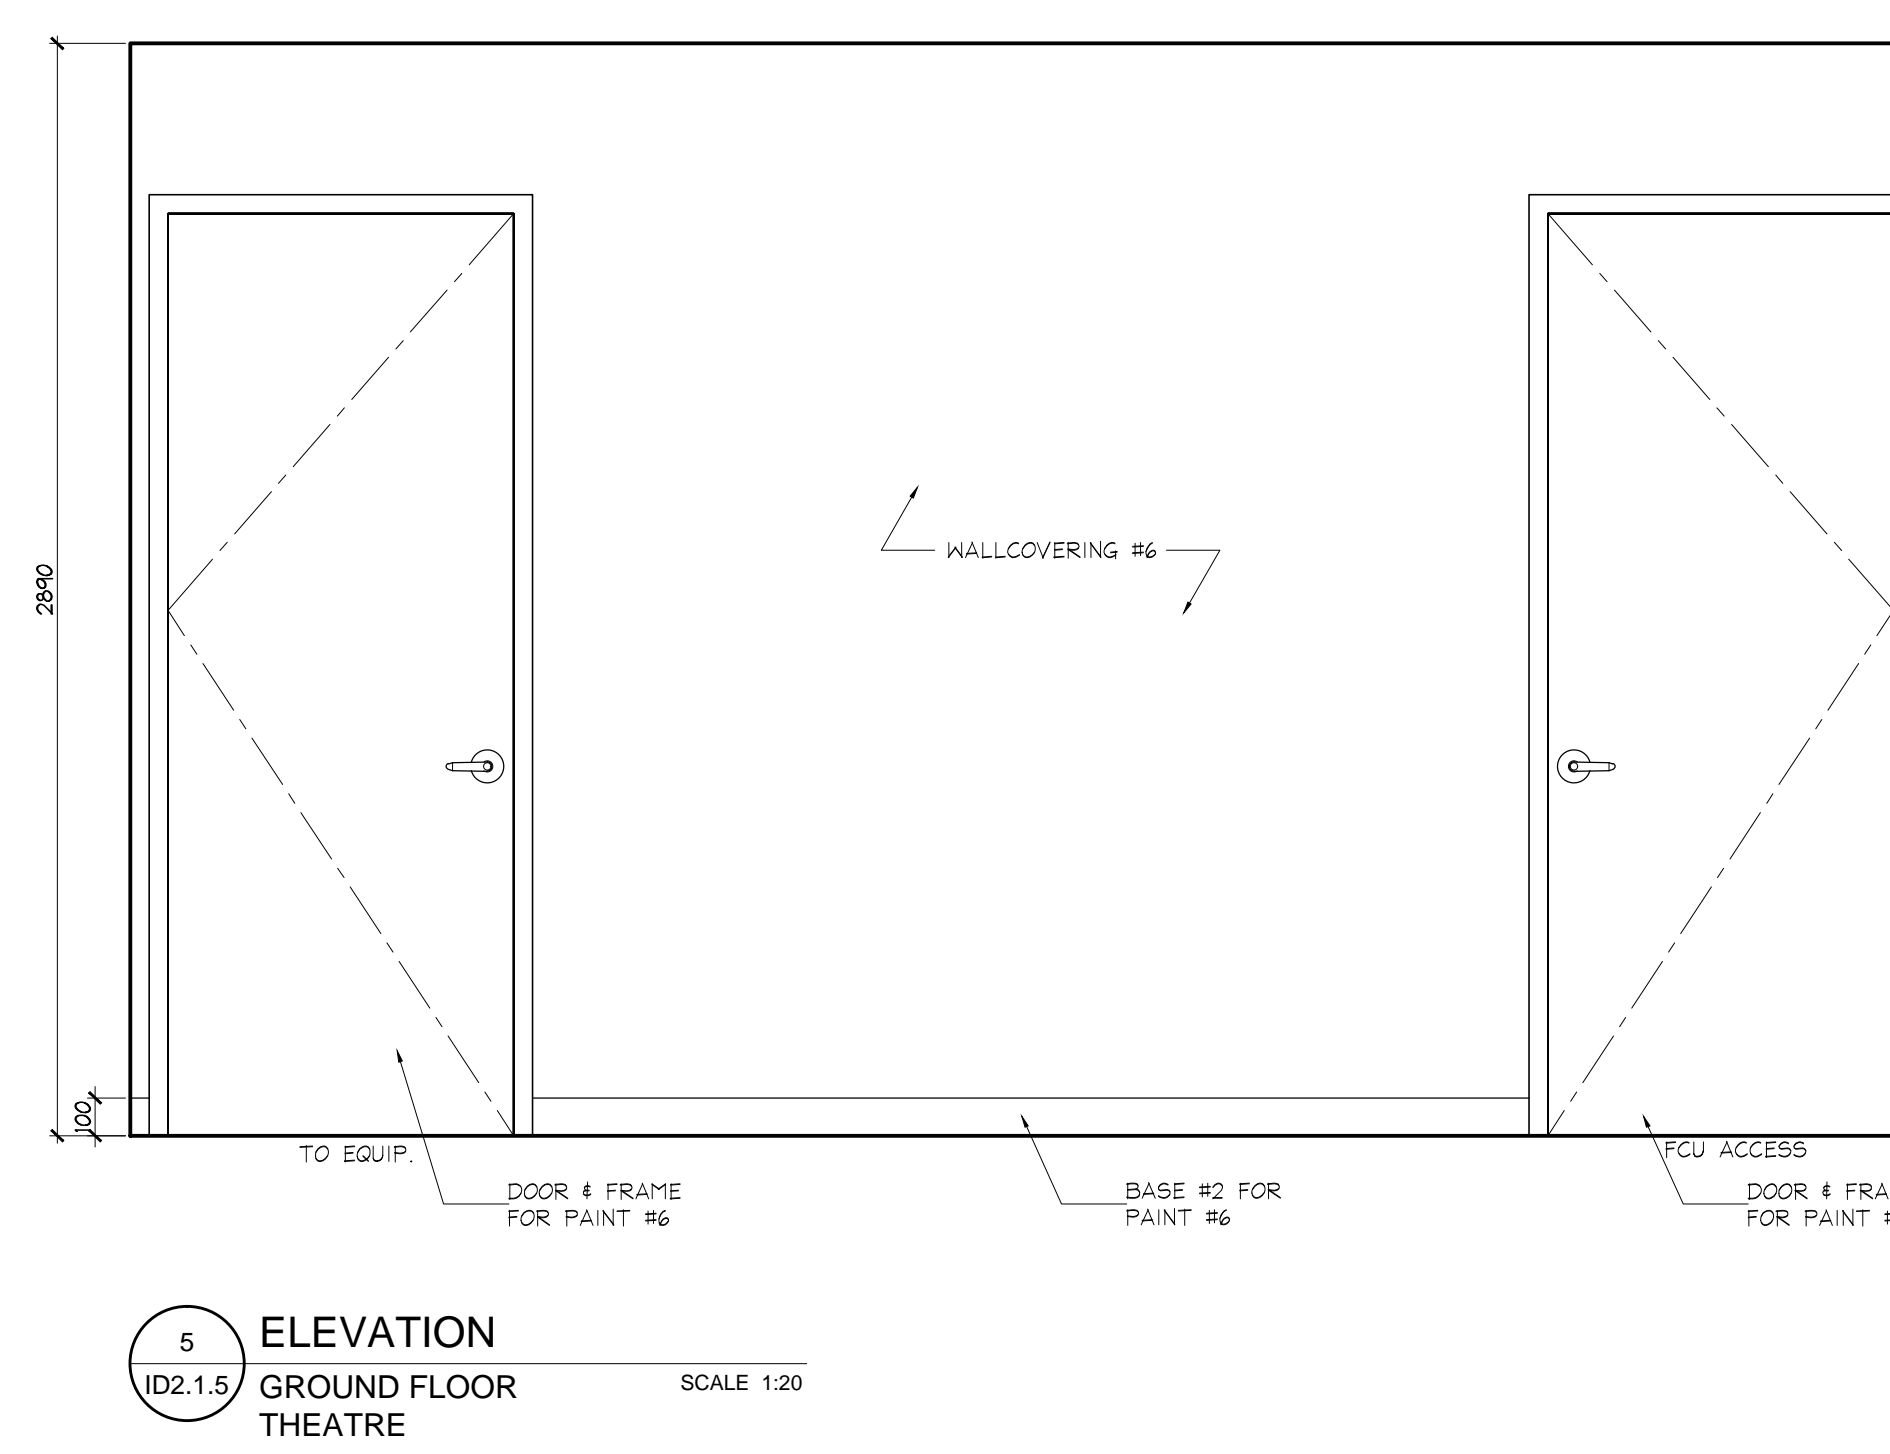 2890
WALLCOVERING #6
100
TO EQUIP.
FCU ACCESS
DOOR & FRAME
FOR PAINT #6
BASE #2 FOR
PAINT #6
DOOR & FRA
FOR PAINT #
5
ID2.1.5
ELEVATION
GROUND FLOOR
THEATRE
SCALE 1:20